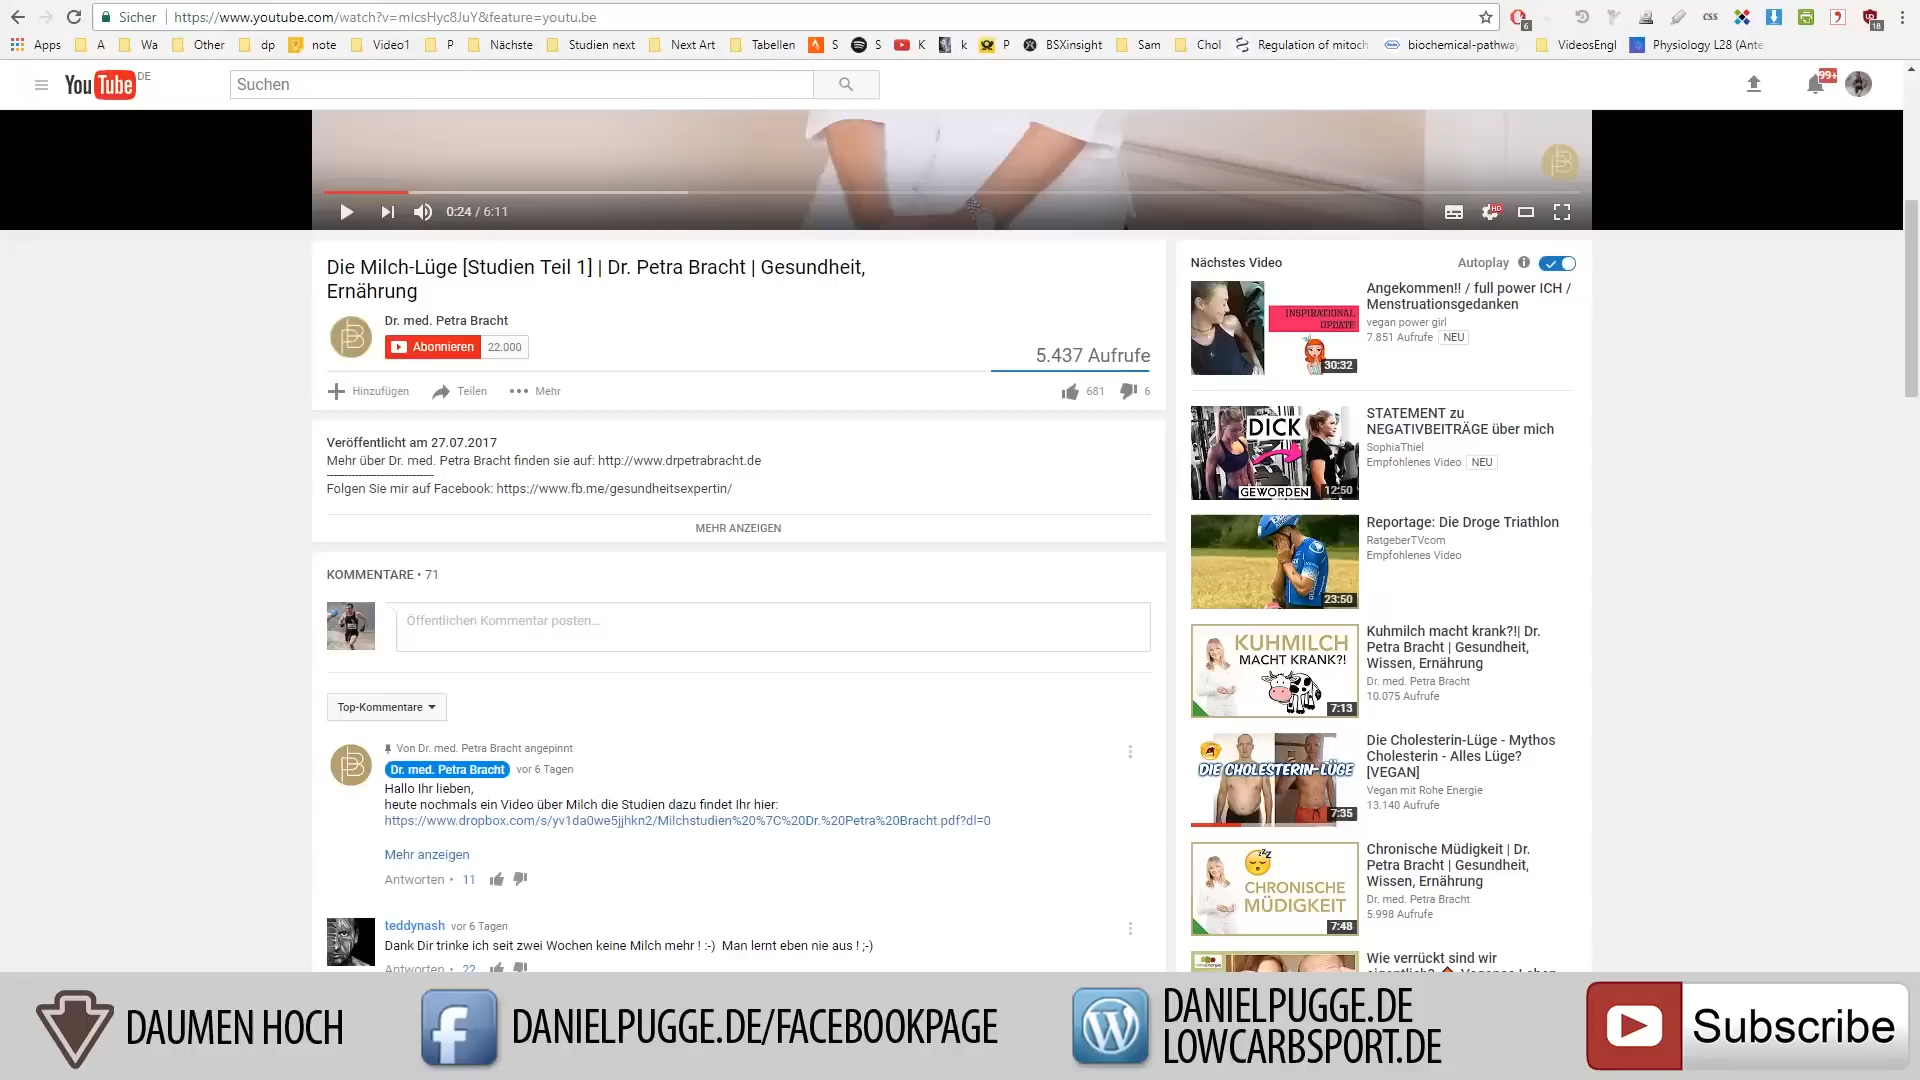 Sicher
https://www.youtube.com/watch?v=mlcsHyc8JuY&feature=youtu.be
6
css
18
Apps
A
Wa
Other
dp
note
Video1
P
Nächste
Studien next
Next Art
Tabellen
S
S
K
k
P
BSXinsight
Sam
Chol
Regulation of mitoch
biochemical-pathway
VideosEngl
Physiology L28 (Ante
YouTube DE
Suchen
99+
0:24 / 6:11
HD
Die Milch-Lüge [Studien Teil 1] | Dr. Petra Bracht | Gesundheit,
Ernährung
Dr. med. Petra Bracht
Abonnieren 22.000
5.437 Aufrufe
Hinzufügen
Teilen
Mehr
681
6
Veröffentlicht am 27.07.2017
Mehr über Dr. med. Petra Bracht finden sie auf: http://www.drpetrabracht.de
--------------------------------
Folgen Sie mir auf Facebook: https://www.fb.me/gesundheitsexpertin/
MEHR ANZEIGEN
KOMMENTARE • 71
Öffentlichen Kommentar posten...
Top-Kommentare
Von Dr. med. Petra Bracht angepinnt
Dr. med. Petra Bracht vor 6 Tagen
Hallo Ihr lieben,
heute nochmals ein Video über Milch die Studien dazu findet Ihr hier:
https://www.dropbox.com/s/yv1da0we5jjhkn2/Milchstudien%20%7C%20Dr.%20Petra%20Bracht.pdf?dl=0
Mehr anzeigen
Antworten • 11
teddynash vor 6 Tagen
Dank Dir trinke ich seit zwei Wochen keine Milch mehr ! :-) Man lernt eben nie aus ! ;-)
Antworten • 22
Nächstes Video
Autoplay
INSPIRATIONAL
UPDATE
30:32
Angekommen!! / full power ICH /
Menstruationsgedanken
vegan power girl
7.851 Aufrufe NEU
DICK
GEWORDEN
12:50
STATEMENT zu
NEGATIVBEITRÄGE über mich
SophiaThiel
Empfohlenes Video NEU
23:50
Reportage: Die Droge Triathlon
RatgeberTVcom
Empfohlenes Video
KUHMILCH
MACHT KRANK?!
7:13
Kuhmilch macht krank?!| Dr.
Petra Bracht | Gesundheit,
Wissen, Ernährung
Dr. med. Petra Bracht
10.075 Aufrufe
DIE CHOLESTERIN-LÜGE
7:35
Die Cholesterin-Lüge - Mythos
Cholesterin - Alles Lüge?
[VEGAN]
Vegan mit Rohe Energie
13.140 Aufrufe
CHRONISCHE
MÜDIGKEIT
7:48
Chronische Müdigkeit | Dr.
Petra Bracht | Gesundheit,
Wissen, Ernährung
Dr. med. Petra Bracht
5.998 Aufrufe
Wie verrückt sind wir
DAUMEN HOCH
DANIELPUGGE.DE/FACEBOOKPAGE
DANIELPUGGE.DE
LOWCARBSPORT.DE
Subscribe